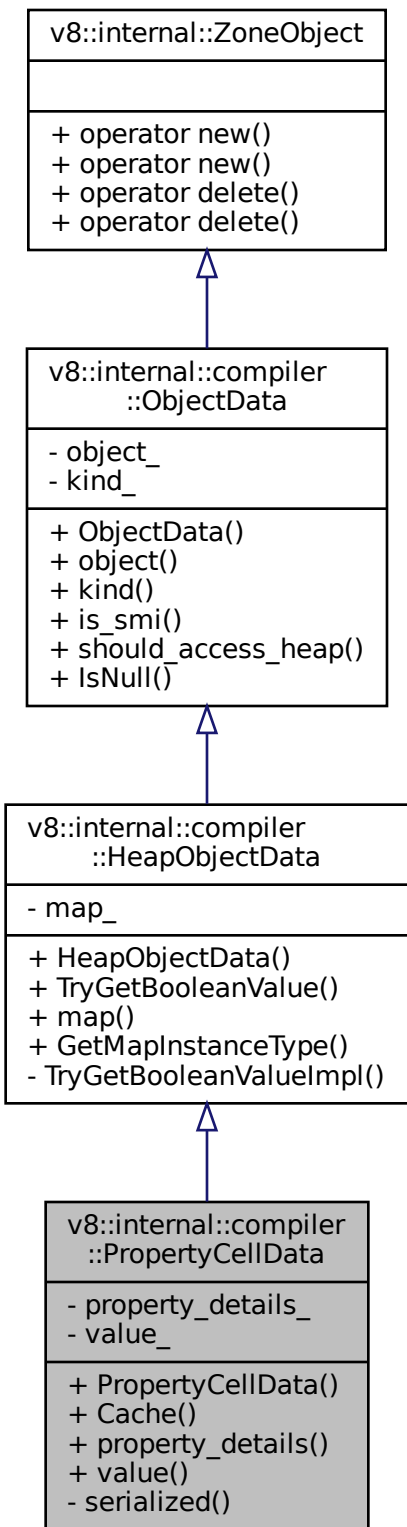 v8::internal::ZoneObject
+ operator new()
+ operator new()
+ operator delete()
+ operator delete()
v8::internal::compiler
::ObjectData
- object_
- kind_
+ ObjectData()
+ object()
+ kind()
+ is_smi()
+ should_access_heap()
+ IsNull()
v8::internal::compiler
::HeapObjectData
- map_
+ HeapObjectData()
+ TryGetBooleanValue()
+ map()
+ GetMapInstanceType()
- TryGetBooleanValueImpl()
v8::internal::compiler
::PropertyCellData
- property_details_
- value_
+ PropertyCellData()
+ Cache()
+ property_details()
+ value()
- serialized()